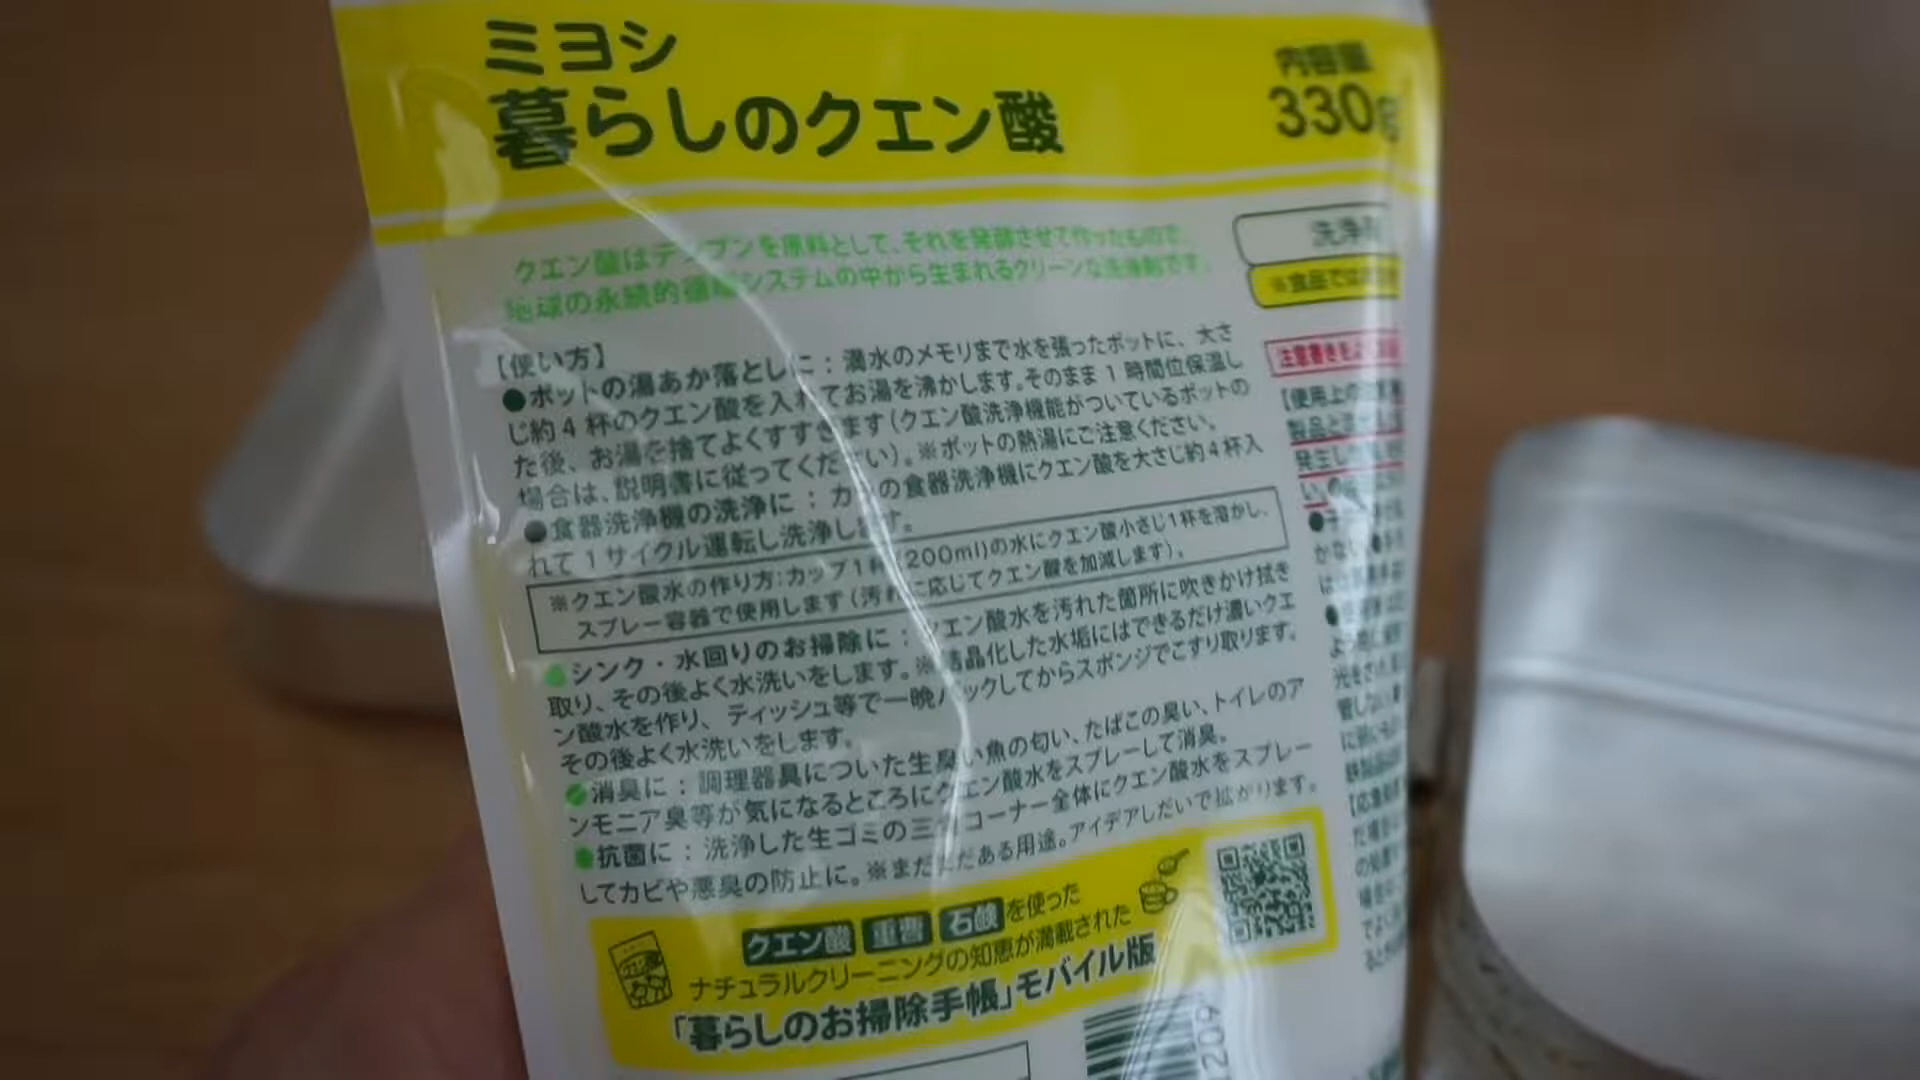 ミヨシ
暮らしのクエン酸
内容量
330g
クエン酸はデンプンを原料として、それを発酵させて作ったもので、
地球の永続的循環システムの中から生まれるクリーンな洗浄剤です。
洗浄剤
※食品では
【使い方】
●ポットの湯あか落としに：満水のメモリまで水を張ったポットに、大さ
じ約4杯のクエン酸を入れてお湯を沸かします。そのまま1時間位保温し
た後、お湯を捨てよくすすぎます(クエン酸洗浄機能がついているポットの
場合は、説明書に従ってください)。※ポットの熱湯にご注意ください。
●食器洗浄機の洗浄に：カラの食器洗浄機にクエン酸を大さじ約4杯入
れて1サイクル運転し洗浄します。
※クエン酸水の作り方：カップ1杯(200ml)の水にクエン酸小さじ1杯を溶かし、
スプレー容器で使用します(汚れに応じてクエン酸を加減します)。
●シンク・水回りのお掃除に：クエン酸水を汚れた箇所に吹きかけ拭き
取り、その後よく水洗いをします。※結晶化した水垢にはできるだけ濃いクエ
ン酸水を作り、ティッシュ等で一晩パックしてからスポンジでこすり取ります。
その後よく水洗いをします。
●消臭に：調理器具についた生臭い魚の匂い、たばこの臭い、トイレのア
ンモニア臭等が気になるところにクエン酸水をスプレーして消臭。
●抗菌に：洗浄した生ゴミの三角コーナー全体にクエン酸水をスプレー
してカビや悪臭の防止に。※まだまだある用途。アイデアしだいで拡がります。
クエン酸 重曹 石鹸 を使った
ナチュラルクリーニングの知恵が満載された
「暮らしのお掃除手帳」モバイル版
【使用上の
製品と
発生し